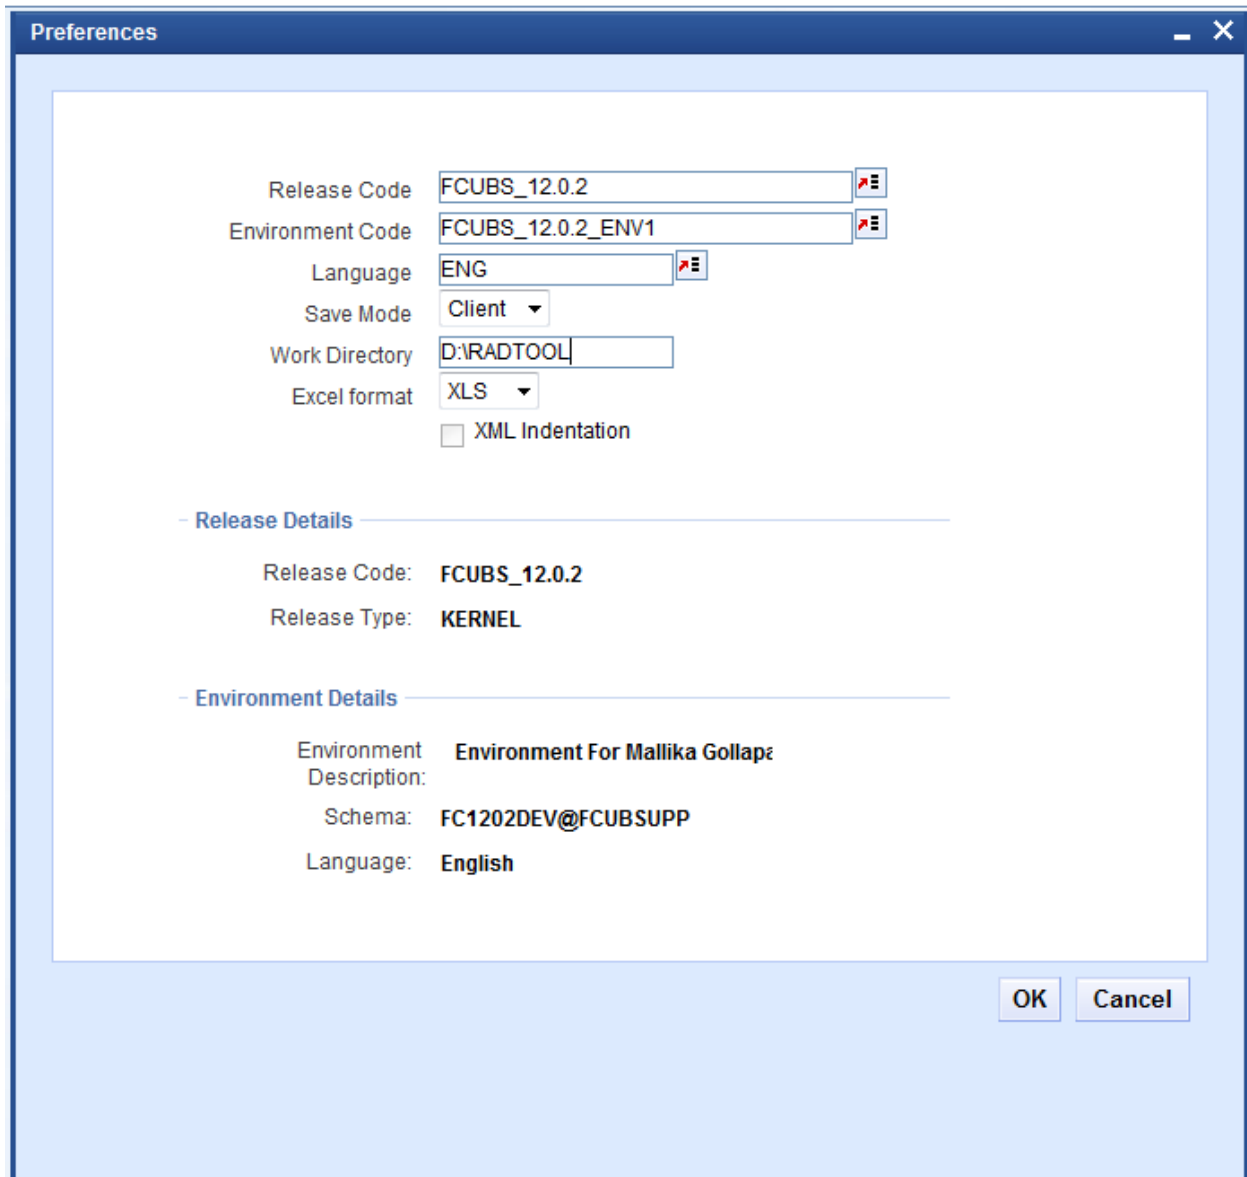 Preferences
Release Code FCUBS_12.0.2
Environment Code FCUBS_12.0.2_ENV1
Language ENG
Save Mode Client
Work Directory D:\RADTOOL
Excel format XLS
XML Indentation
Release Details
Release Code: FCUBS_12.0.2
Release Type: KERNEL
Environment Details
Environment Environment For Mallika Gollapa
Description:
Schema: FC1202DEV@FCUBSUPP
Language: English
OK Cancel